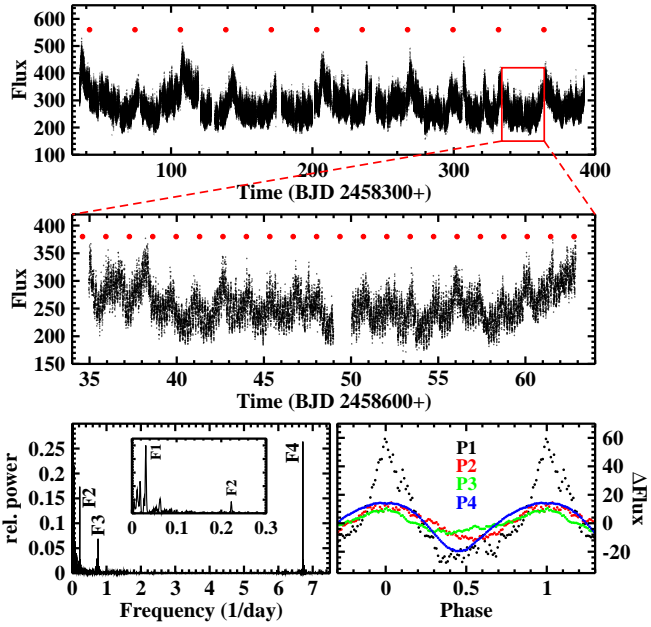 600
500
400
300
200
100
Flux
100
200
300
400
Time (BJD 2458300+)
400
350
300
250
200
150
Flux
35
40
45
50
55
60
Time (BJD 2458600+)
0.25
0.2
0.15
0.1
0.05
0
rel. power
F2
F3
F4
F1
F2
0
0.1
0.2
0.3
0
1
2
3
4
5
6
7
Frequency (1/day)
P1
P2
P3
P4
60
40
20
0
-20
ΔFlux
0
0.5
1
Phase